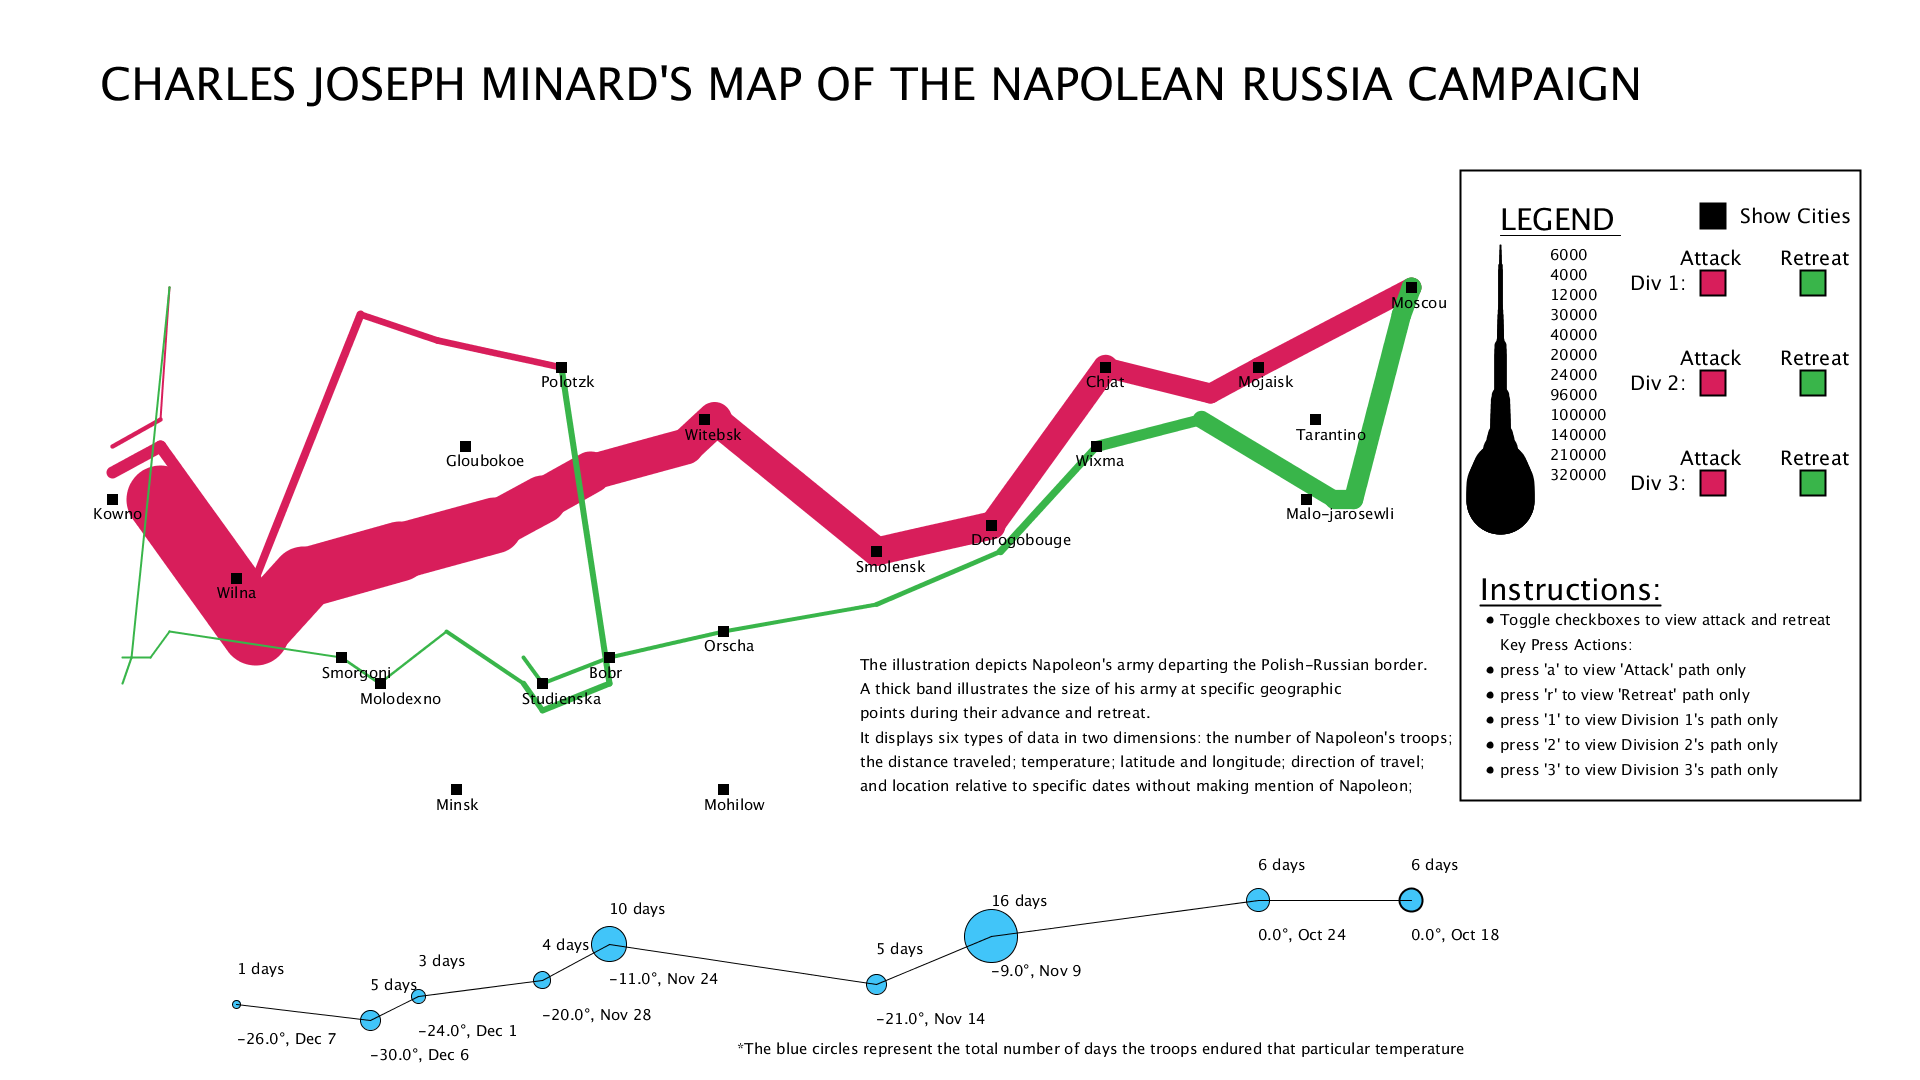 CHARLES JOSEPH MINARD'S MAP OF THE NAPOLEAN RUSSIA CAMPAIGN
LEGEND
Show Cities
6000
4000
12000
30000
40000
20000
24000
96000
100000
140000
210000
320000
Attack Retreat
Div 1:
Attack Retreat
Div 2:
Attack Retreat
Div 3:
Instructions:
Toggle checkboxes to view attack and retreat
Key Press Actions:
press 'a' to view 'Attack' path only
press 'r' to view 'Retreat' path only
press '1' to view Division 1's path only
press '2' to view Division 2's path only
press '3' to view Division 3's path only
Moscou
Polotzk
Chjat
Mojaisk
Witebsk
Tarantino
Gloubokoe
Wixma
Kowno
Malo-jarosewli
Dorogobouge
Smolensk
Wilna
Orscha
Smorgoni
Bobr
Molodexno
Studienska
Minsk
Mohilow
The illustration depicts Napoleon's army departing the Polish-Russian border.
A thick band illustrates the size of his army at specific geographic
points during their advance and retreat.
It displays six types of data in two dimensions: the number of Napoleon's troops;
the distance traveled; temperature; latitude and longitude; direction of travel;
and location relative to specific dates without making mention of Napoleon;
1 days
-26.0°, Dec 7
5 days
-30.0°, Dec 6
3 days
-24.0°, Dec 1
4 days
-20.0°, Nov 28
10 days
-11.0°, Nov 24
5 days
-21.0°, Nov 14
16 days
-9.0°, Nov 9
6 days
0.0°, Oct 24
6 days
0.0°, Oct 18
*The blue circles represent the total number of days the troops endured that particular temperature